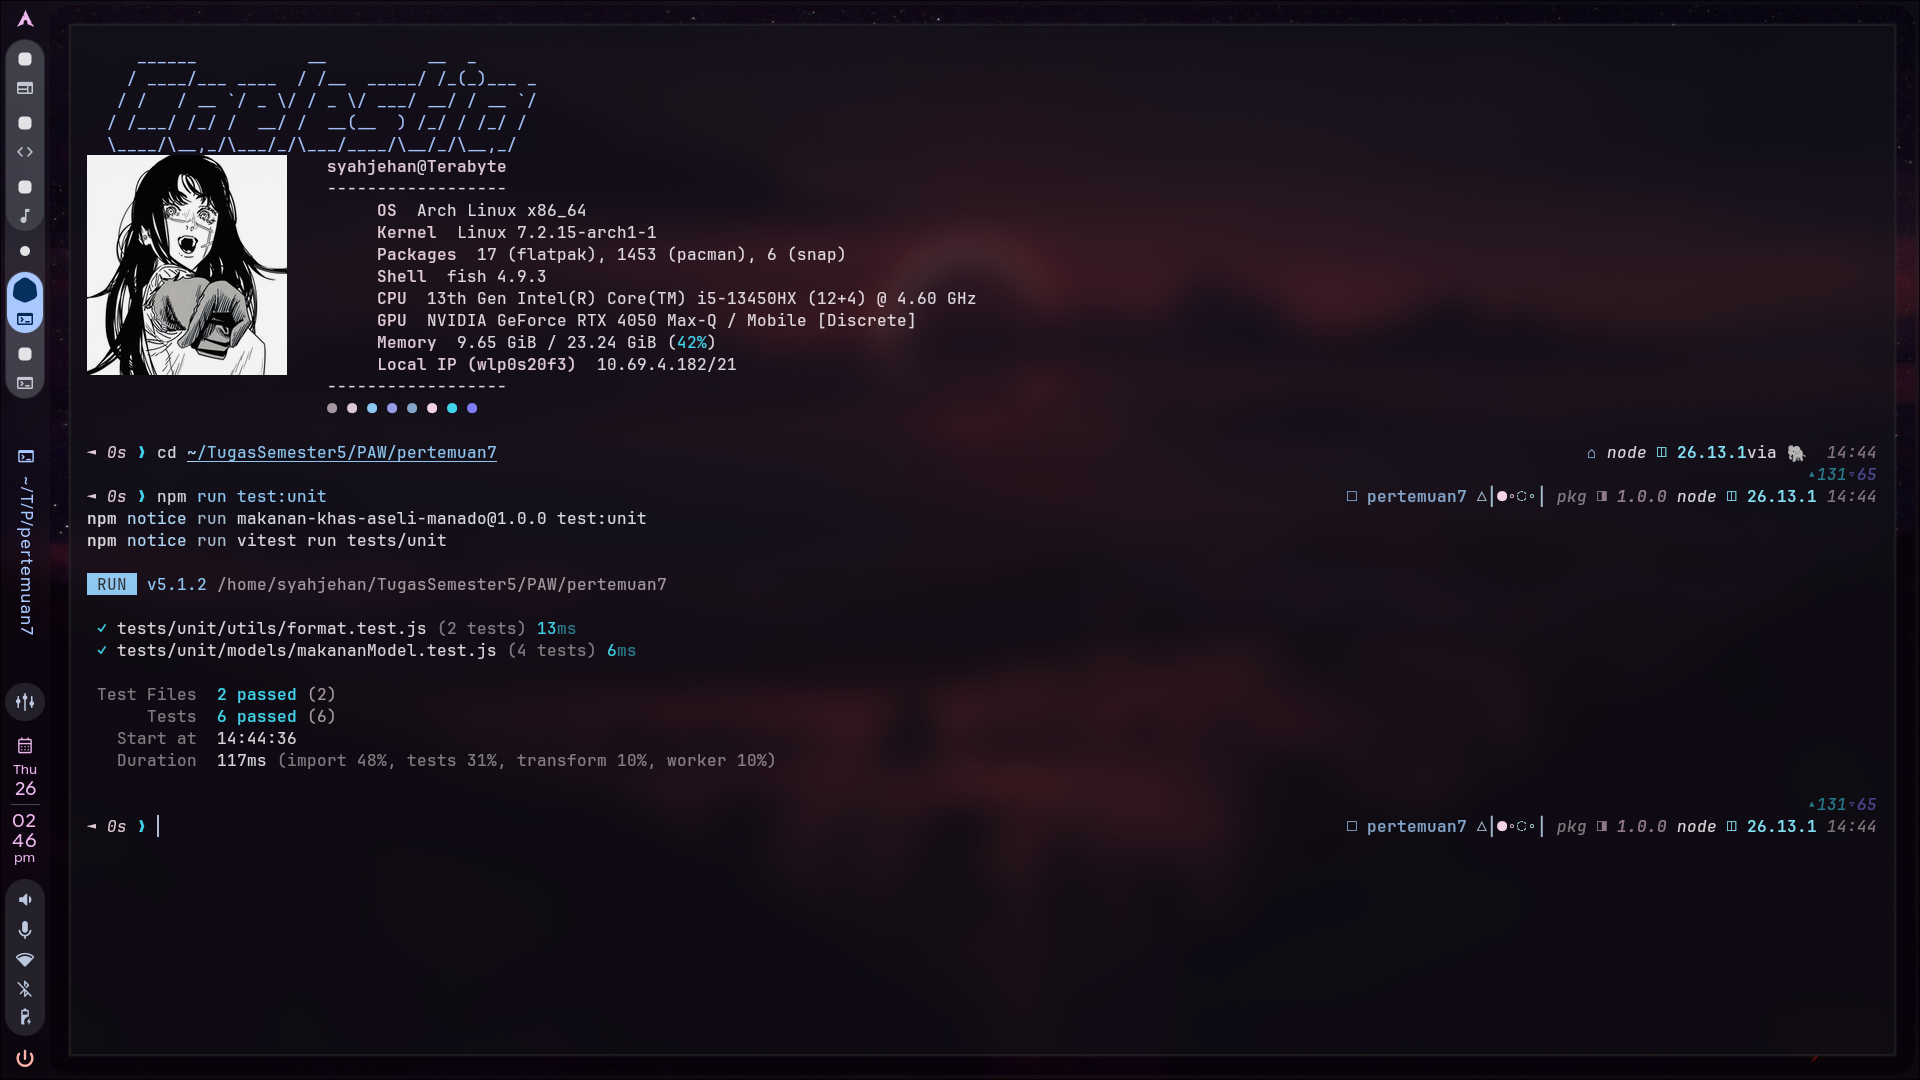 Caelestia
syahjehan@Terabyte
------------------
OS  Arch Linux x86_64
Kernel  Linux 7.2.15-arch1-1
Packages  17 (flatpak), 1453 (pacman), 6 (snap)
Shell  fish 4.9.3
CPU  13th Gen Intel(R) Core(TM) i5-13450HX (12+4) @ 4.60 GHz
GPU  NVIDIA GeForce RTX 4050 Max-Q / Mobile [Discrete]
Memory  9.65 GiB / 23.24 GiB (42%)
Local IP (wlp0s20f3)  10.69.4.182/21
------------------
◄ 0s ❯ cd ~/TugasSemester5/PAW/pertemuan7 ⌂ node ◫ 26.13.1via 🐘 14:44
▴131▿65
◄ 0s ❯ npm run test:unit □ pertemuan7 △ pkg ◨ 1.0.0 node ◫ 26.13.1 14:44
npm notice run makanan-khas-aseli-manado@1.0.0 test:unit
npm notice run vitest run tests/unit
RUN v5.1.2 /home/syahjehan/TugasSemester5/PAW/pertemuan7
✓ tests/unit/utils/format.test.js (2 tests) 13ms
✓ tests/unit/models/makananModel.test.js (4 tests) 6ms
Test Files  2 passed (2)
Tests  6 passed (6)
Start at  14:44:36
Duration  117ms (import 48%, tests 31%, transform 10%, worker 10%)
▴131▿65
◄ 0s ❯ □ pertemuan7 △ pkg ◨ 1.0.0 node ◫ 26.13.1 14:44
~/T/P/pertemuan7
Thu
26
02
46
pm